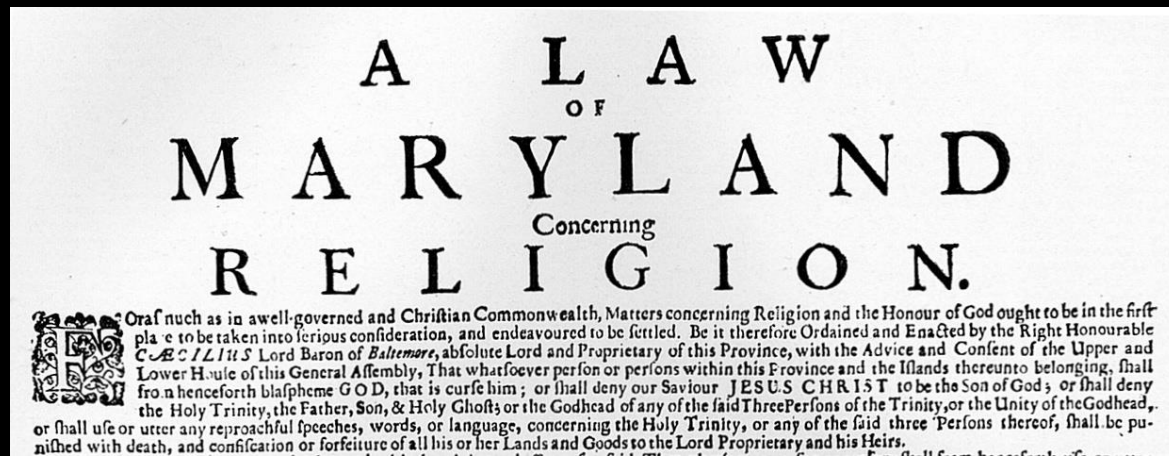 A LAW
OF
MARYLAND
Concerning
RELIGION.
FOraſmuch as in a well-governed and Chriſtian Commonwealth, Matters concerning Religion and the Honour of God ought to be in the firſt
place to be taken into ſerious conſideration, and endeavoured to be ſettled. Be it therefore Ordained and Enacted by the Right Honourable
CÆCILIUS Lord Baron of Baltemore, abſolute Lord and Proprietary of this Province, with the Advice and Conſent of the Upper and
Lower Houſe of this General Aſſembly, That whatſoever perſon or perſons within this Province and the Iſlands thereunto belonging, ſhall
from henceforth blaſpheme GOD, that is curſe him; or ſhall deny our Saviour JESUS CHRIST to be the Son of God; or ſhall deny
the Holy Trinity, the Father, Son, & Holy Ghoſt; or the Godhead of any of the ſaid Three Perſons of the Trinity, or the Unity of the Godhead,
or ſhall uſe or utter any reproachful ſpeeches, words, or language, concerning the Holy Trinity, or any of the ſaid three Perſons thereof, ſhall be pu-
niſhed with death, and confiſcation or forfeiture of all his or her Lands and Goods to the Lord Proprietary and his Heirs.